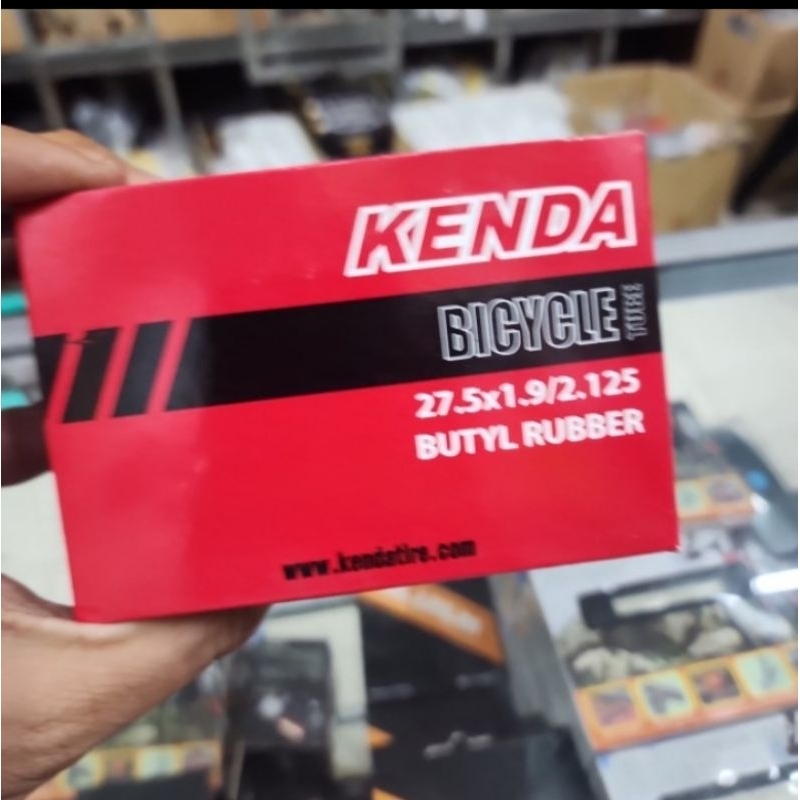 KENDA
BICYCLE TUBE
27.5x1.9/2.125
BUTYL RUBBER
www.kendatire.com